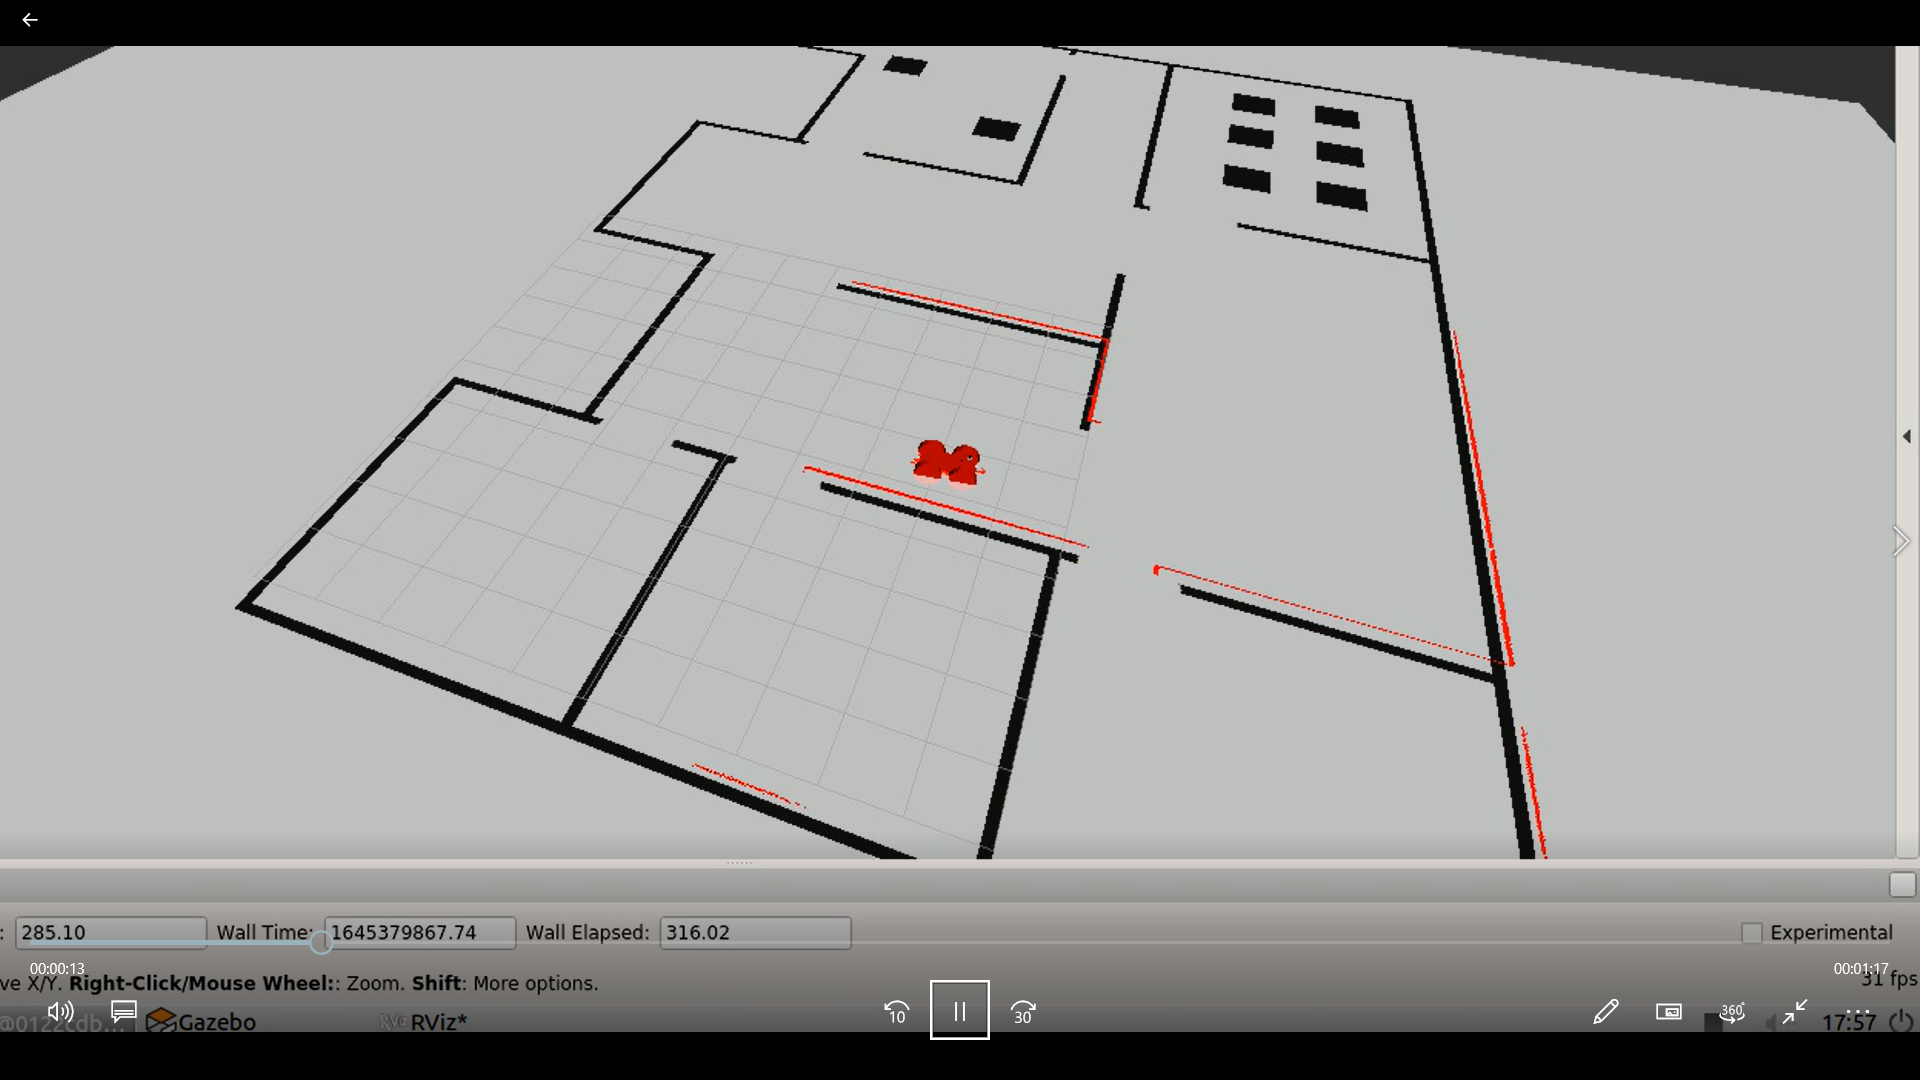 : 285.10 Wall Time: 1645379867.74 Wall Elapsed: 316.02 Experimental
00:00:13 00:01:17
ve X/Y. Right-Click/Mouse Wheel:: Zoom. Shift: More options. 31 fps
10 30 360°
@0122cdb... Gazebo RViz* 17:57